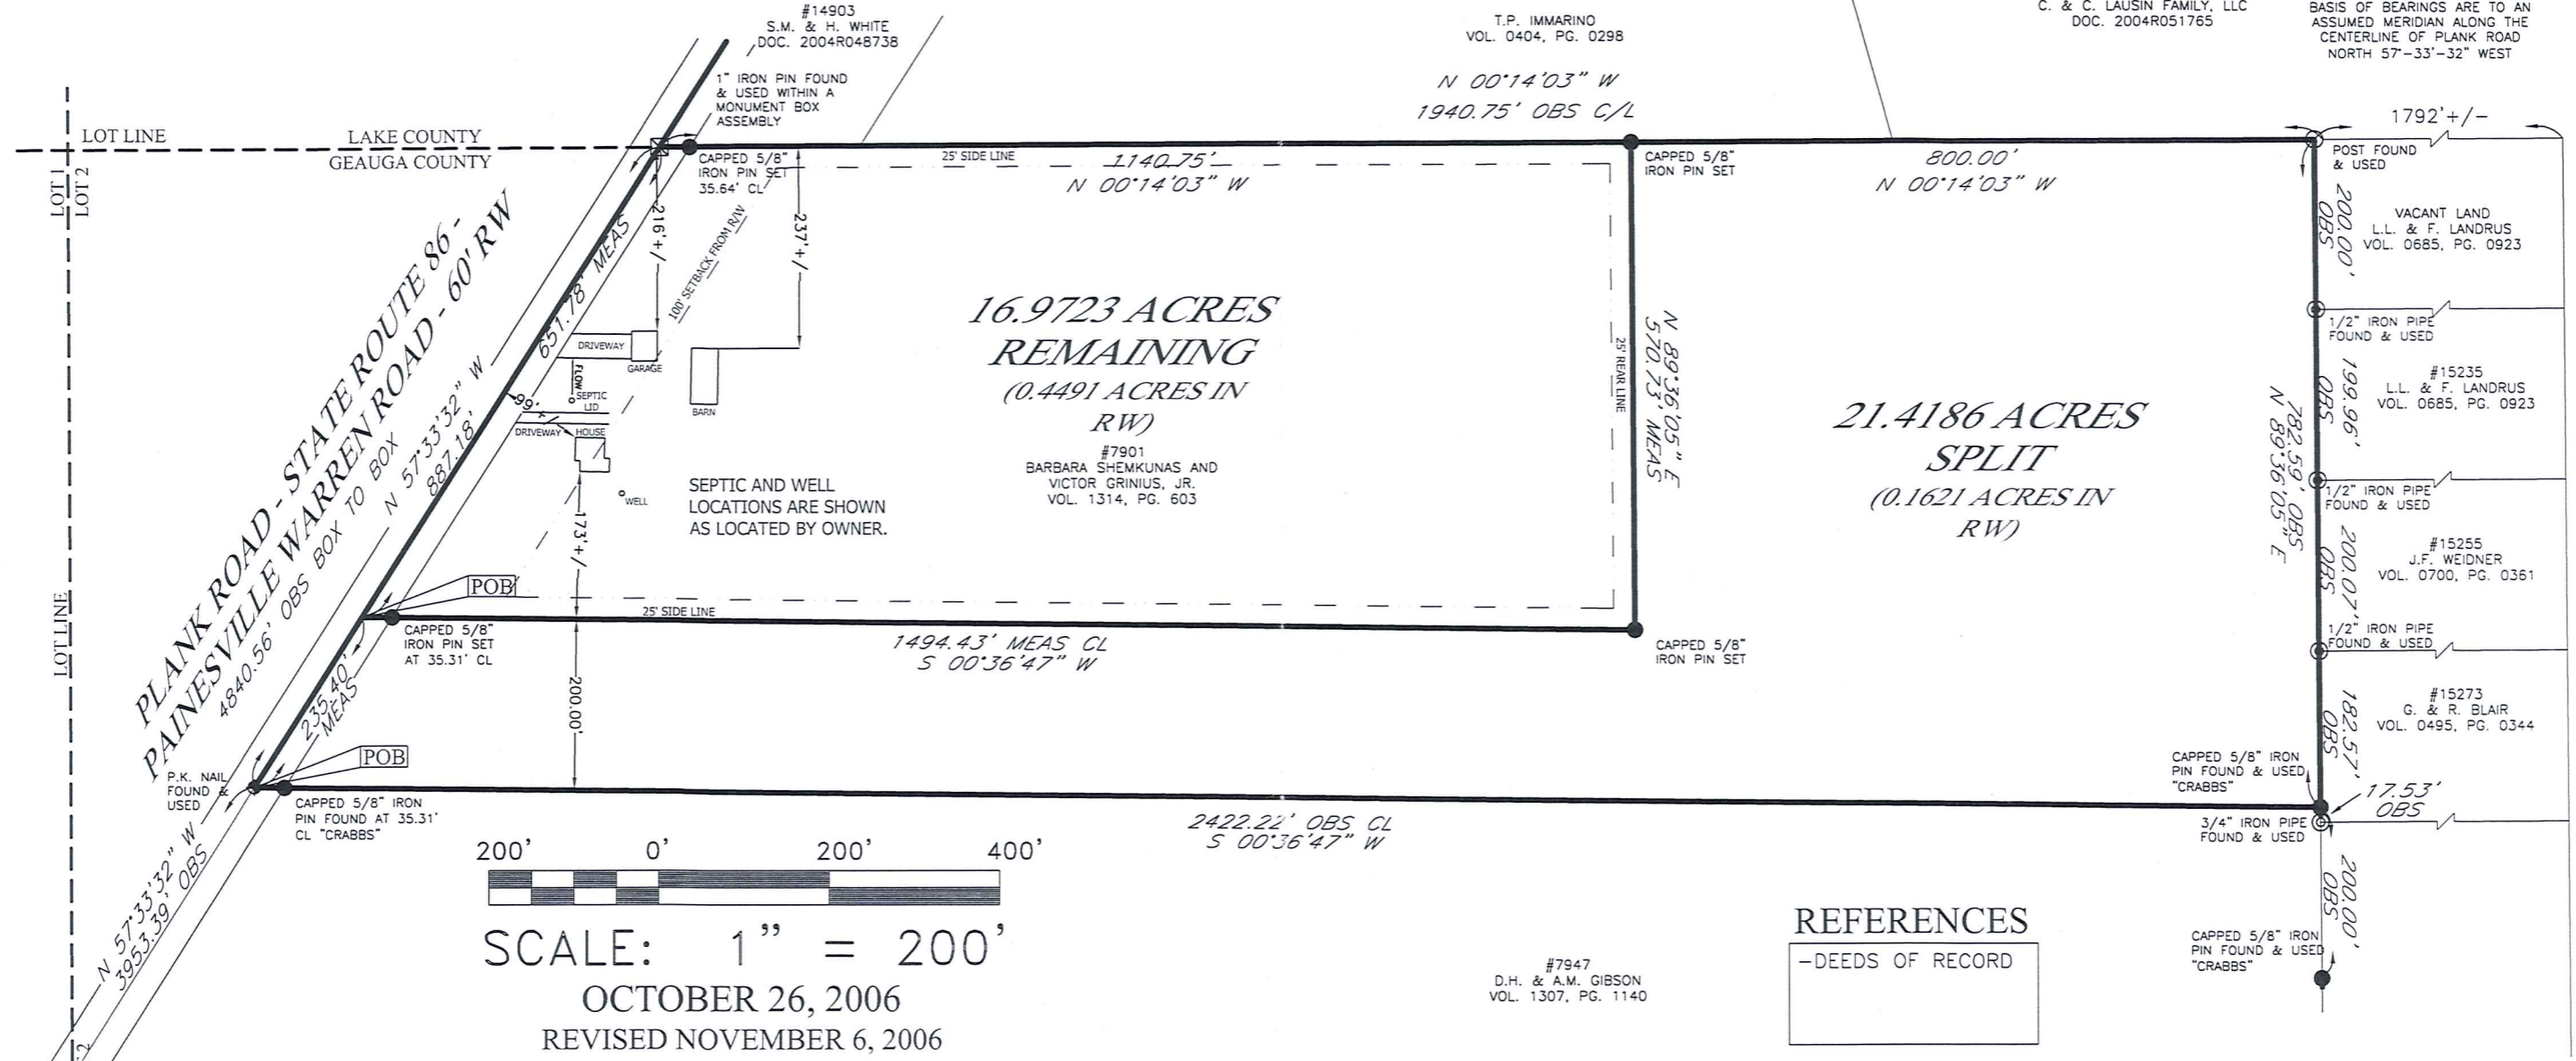 #14903
S.M. & H. WHITE
DOC. 2004R048738
T.P. IMMARINO
VOL. 0404, PG. 0298
C. & C. LAUSIN FAMILY, LLC
DOC. 2004R051765
BASIS OF BEARINGS ARE TO AN
ASSUMED MERIDIAN ALONG THE
CENTERLINE OF PLANK ROAD
NORTH 57°-33'-32" WEST
1" IRON PIN FOUND
& USED WITHIN A
MONUMENT BOX
ASSEMBLY
N 00°14'03" W
1940.75' OBS C/L
1792'+/-
LOT LINE
LAKE COUNTY
GEAUGA COUNTY
LOT 1
LOT 2
CAPPED 5/8"
IRON PIN SET
35.64' CL
25' SIDE LINE
1140.75'
N 00°14'03" W
CAPPED 5/8"
IRON PIN SET
800.00'
N 00°14'03" W
POST FOUND
& USED
PLANK ROAD - STATE ROUTE 86 -
PAINESVILLE WARREN ROAD - 60' RW
4840.56' OBS BOX TO BOX
N 57°33'32" W
887.18'
651.78' MEAS
216'+/-
237'+/-
100' SETBACK FROM R/W
200.00'
OBS
VACANT LAND
L.L. & F. LANDRUS
VOL. 0685, PG. 0923
16.9723 ACRES
REMAINING
(0.4491 ACRES IN
RW)
#7901
BARBARA SHEMKUNAS AND
VICTOR GRINIUS, JR.
VOL. 1314, PG. 603
25' REAR LINE
N 89°36'05" E
570.73' MEAS
21.4186 ACRES
SPLIT
(0.1621 ACRES IN
RW)
782.59' OBS
N 89°36'05" E
1/2" IRON PIPE
FOUND & USED
199.96'
OBS
#15235
L.L. & F. LANDRUS
VOL. 0685, PG. 0923
1/2" IRON PIPE
FOUND & USED
200.07'
OBS
#15255
J.F. WEIDNER
VOL. 0700, PG. 0361
1/2" IRON PIPE
FOUND & USED
182.57'
OBS
#15273
G. & R. BLAIR
VOL. 0495, PG. 0344
DRIVEWAY
GARAGE
FLOW
SEPTIC
LID
BARN
99'+/-
DRIVEWAY
HOUSE
WELL
SEPTIC AND WELL
LOCATIONS ARE SHOWN
AS LOCATED BY OWNER.
173'+/-
POB
25' SIDE LINE
CAPPED 5/8"
IRON PIN SET
AT 35.31' CL
1494.43' MEAS CL
S 00°36'47" W
CAPPED 5/8"
IRON PIN SET
LOT LINE
235.40'
MEAS
200.00'
POB
P.K. NAIL
FOUND &
USED
CAPPED 5/8" IRON
PIN FOUND AT 35.31'
CL "CRABBS"
2422.22' OBS CL
S 00°36'47" W
CAPPED 5/8" IRON
PIN FOUND & USED
"CRABBS"
17.53'
OBS
3/4" IRON PIPE
FOUND & USED
200.00'
OBS
CAPPED 5/8" IRON
PIN FOUND & USED
"CRABBS"
N 57°33'32" W
3953.39' OBS
200' 0' 200' 400'
SCALE: 1" = 200'
OCTOBER 26, 2006
REVISED NOVEMBER 6, 2006
#7947
D.H. & A.M. GIBSON
VOL. 1307, PG. 1140
REFERENCES
-DEEDS OF RECORD